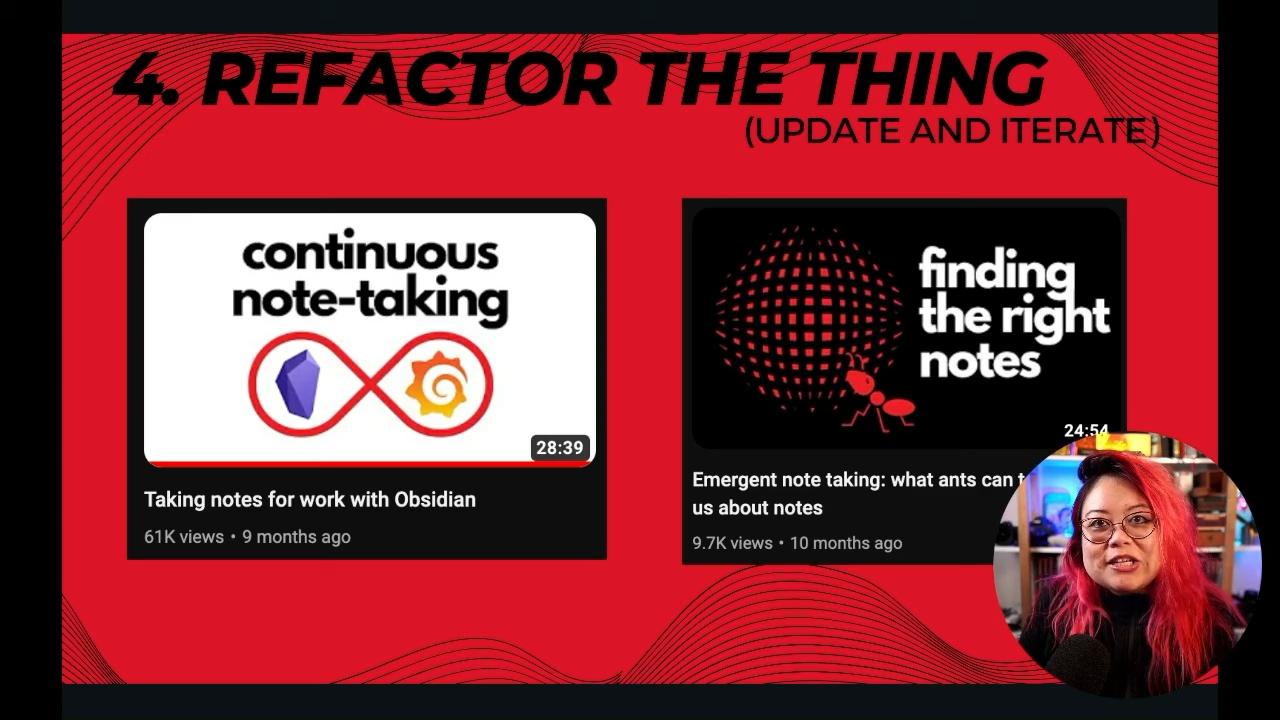 4. REFACTOR THE THING
(UPDATE AND ITERATE)
continuous
note-taking
28:39
Taking notes for work with Obsidian
61K views • 9 months ago
finding
the right
notes
24:54
Emergent note taking: what ants can
us about notes
9.7K views • 10 months ago